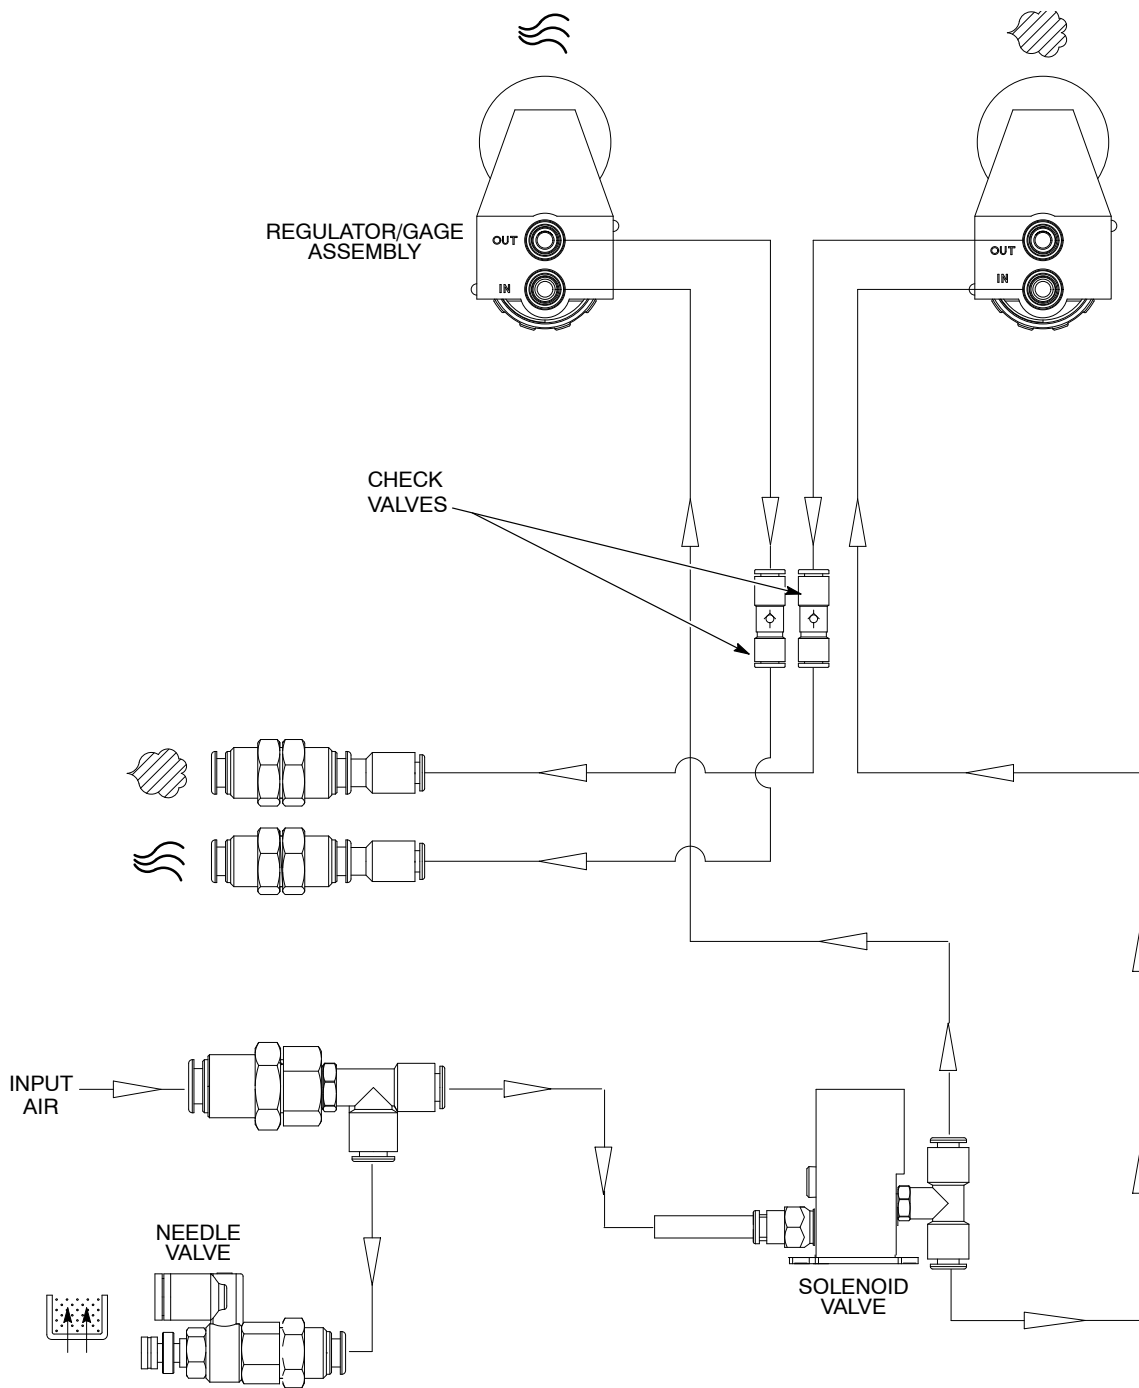 REGULATOR/GAGE
ASSEMBLY
OUT
IN
OUT
IN
CHECK
VALVES
INPUT
AIR
NEEDLE
VALVE
SOLENOID
VALVE